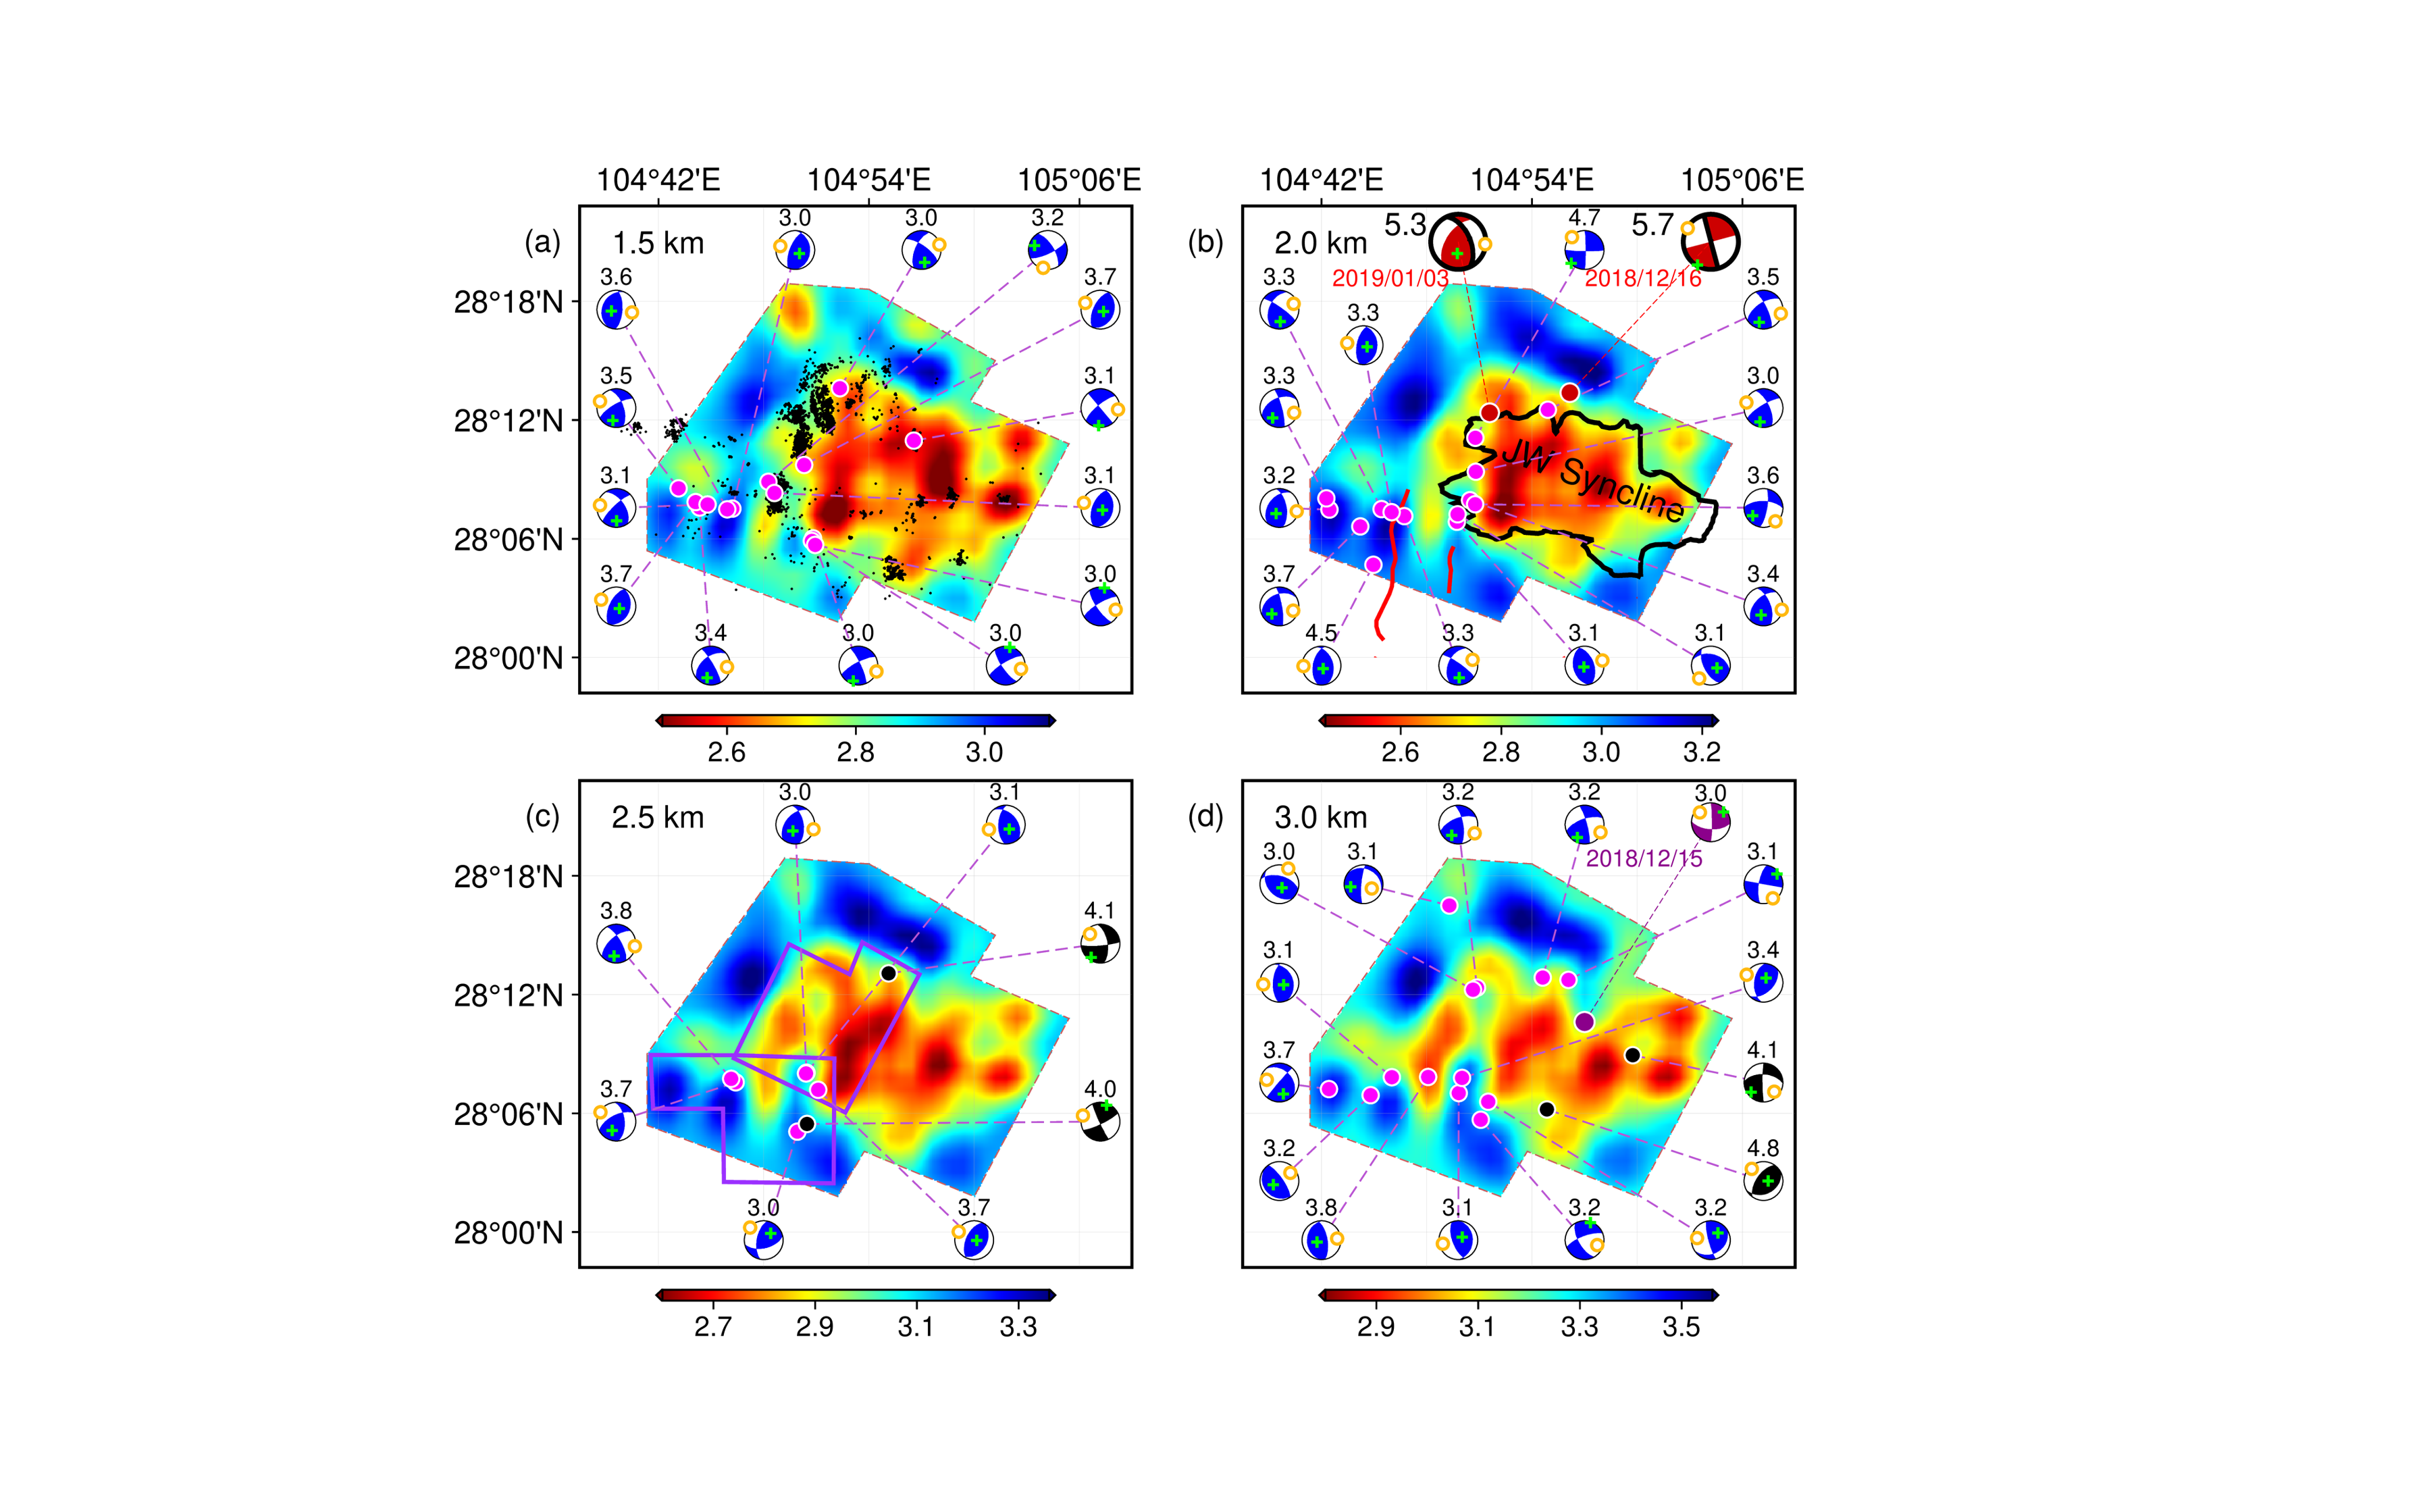 104°42'E 104°54'E 105°06'E 104°42'E 104°54'E 105°06'E
(a) 1.5 km
3.0 3.0 3.2
3.6 3.7
28°18'N
3.5 3.1
28°12'N
3.1 3.1
28°06'N
3.7 3.0
28°00'N
3.4 3.0 3.0
2.6 2.8 3.0
(b) 2.0 km
5.3 4.7 5.7
2019/01/03 2018/12/16
3.3 3.5
3.3
3.3 3.0
JW Syncline
3.2 3.6
3.7 3.4
4.5 3.3 3.1 3.1
2.6 2.8 3.0 3.2
(c) 2.5 km
3.0 3.1
28°18'N
3.8 4.1
28°12'N
3.7 4.0
28°06'N
3.0 3.7
28°00'N
2.7 2.9 3.1 3.3
(d) 3.0 km
3.2 3.2 3.0
2018/12/15
3.0 3.1 3.1
3.1 3.4
3.7 4.1
3.2 4.8
3.8 3.1 3.2 3.2
2.9 3.1 3.3 3.5